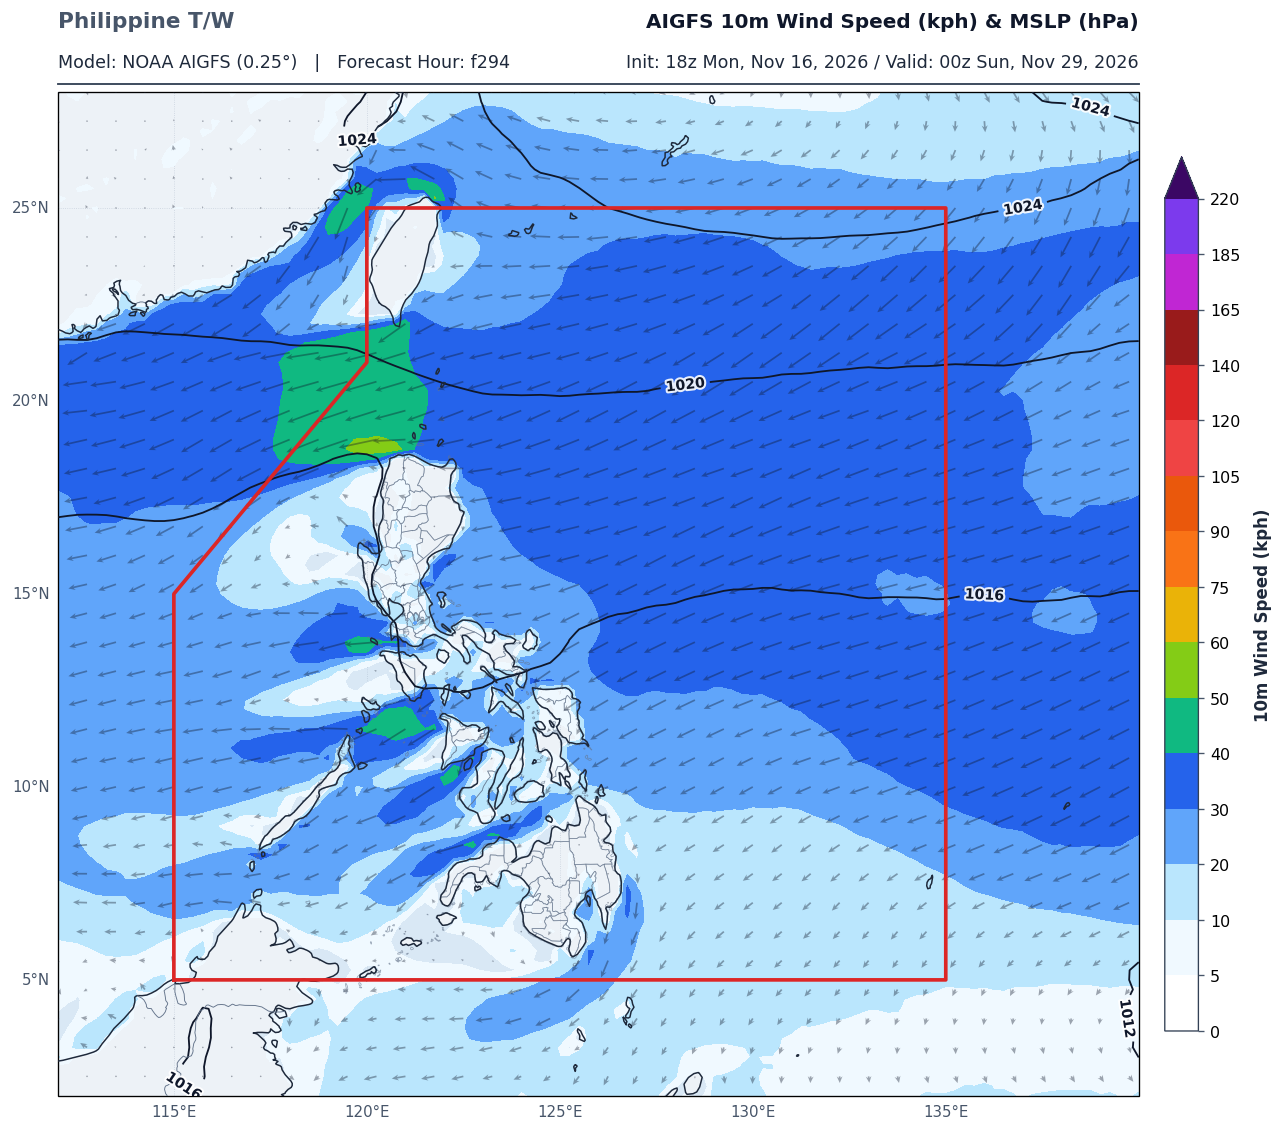 Philippine T/W
AIGFS 10m Wind Speed (kph) & MSLP (hPa)
Model: NOAA AIGFS (0.25°) | Forecast Hour: f294
Init: 18z Mon, Nov 16, 2026 / Valid: 00z Sun, Nov 29, 2026
1024
1024
1024
1020
1016
1012
1016
25°N
20°N
15°N
10°N
5°N
115°E
120°E
125°E
130°E
135°E
220
185
165
140
120
105
90
75
60
50
40
30
20
10
5
0
10m Wind Speed (kph)